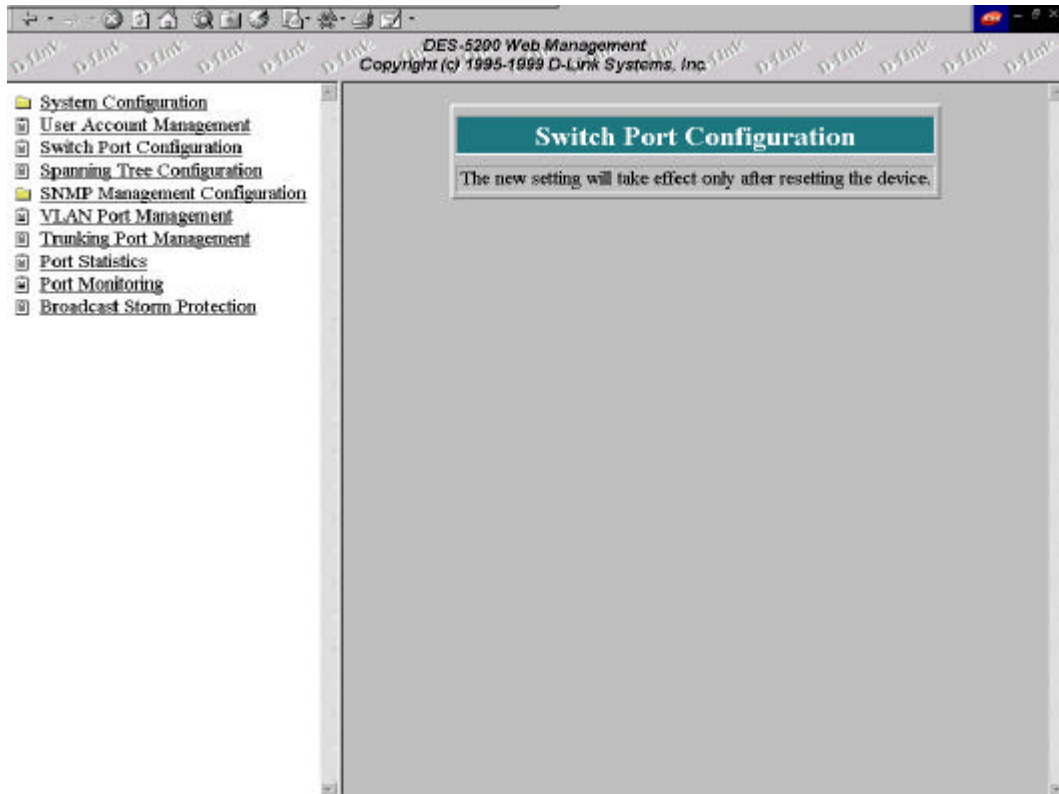 DES-5200 Web Management
Copyright (c) 1995-1999 D-Link Systems, Inc.
System Configuration
User Account Management
Switch Port Configuration
Spanning Tree Configuration
SNMP Management Configuration
VLAN Port Management
Trunking Port Management
Port Statistics
Port Monitoring
Broadcast Storm Protection
Switch Port Configuration
The new setting will take effect only after resetting the device.